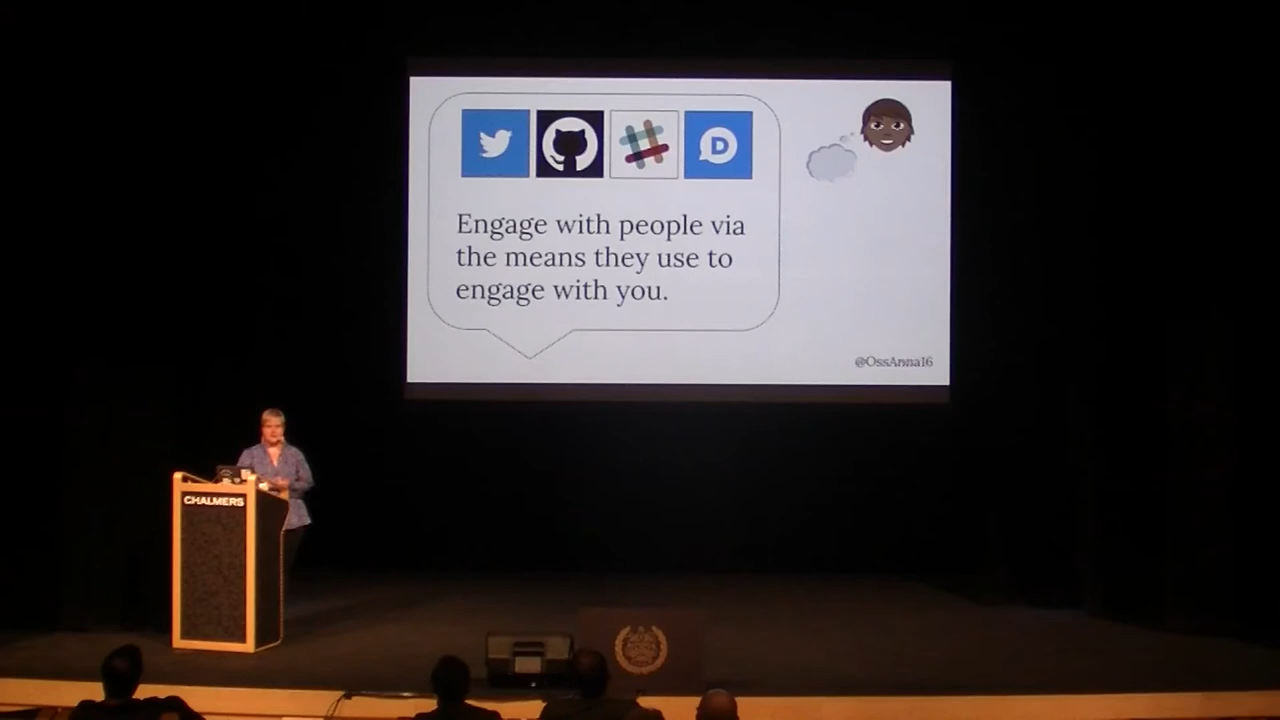 D
Engage with people via
the means they use to
engage with you.
@OssAnna16
CHALMERS